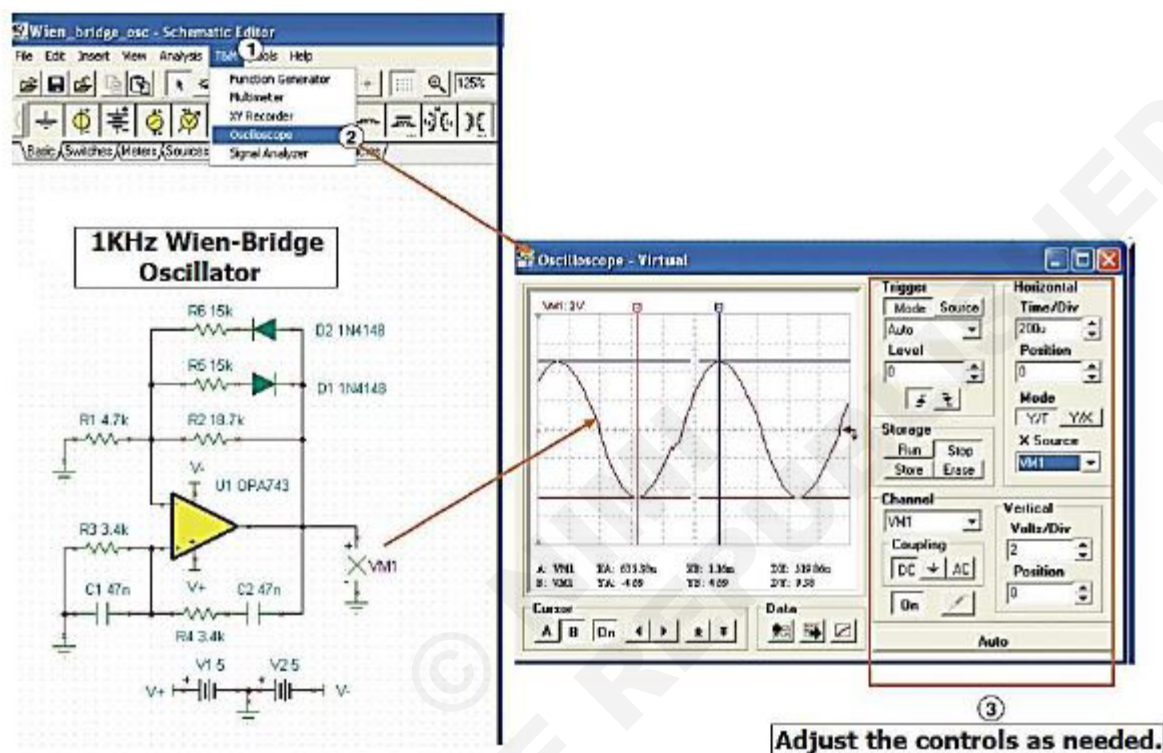 Wien_bridge_osc - Schematic Editor
File Edit Insert View Analysis T&M Tools Help
1
125%
Function Generator
Multimeter
XY Recorder
Oscilloscope
2
Signal Analyzer
Basic Switches Meters Sources
1KHz Wien-Bridge
Oscillator
R6 15k
D2 1N4148
R5 15k
D1 1N4148
R1 4.7k
R2 18.7k
V-
U1 OPA743
R3 3.4k
VM1
V+
C1 47n
C2 47n
R4 3.4k
V1 5
V2 5
V+
V-
Oscilloscope - Virtual
A: VM1
B: VM1
Cursor
A B On
Data
Trigger
Mode Source
Auto
Level
0
Storage
Run Stop
Store Erase
Channel
VM1
Coupling
DC AC
On
Horizontal
Time/Div
200u
Position
0
Mode
Y/T Y/X
X Source
VM1
Vertical
Volts/Div
2
Position
0
Auto
3
Adjust the controls as needed.